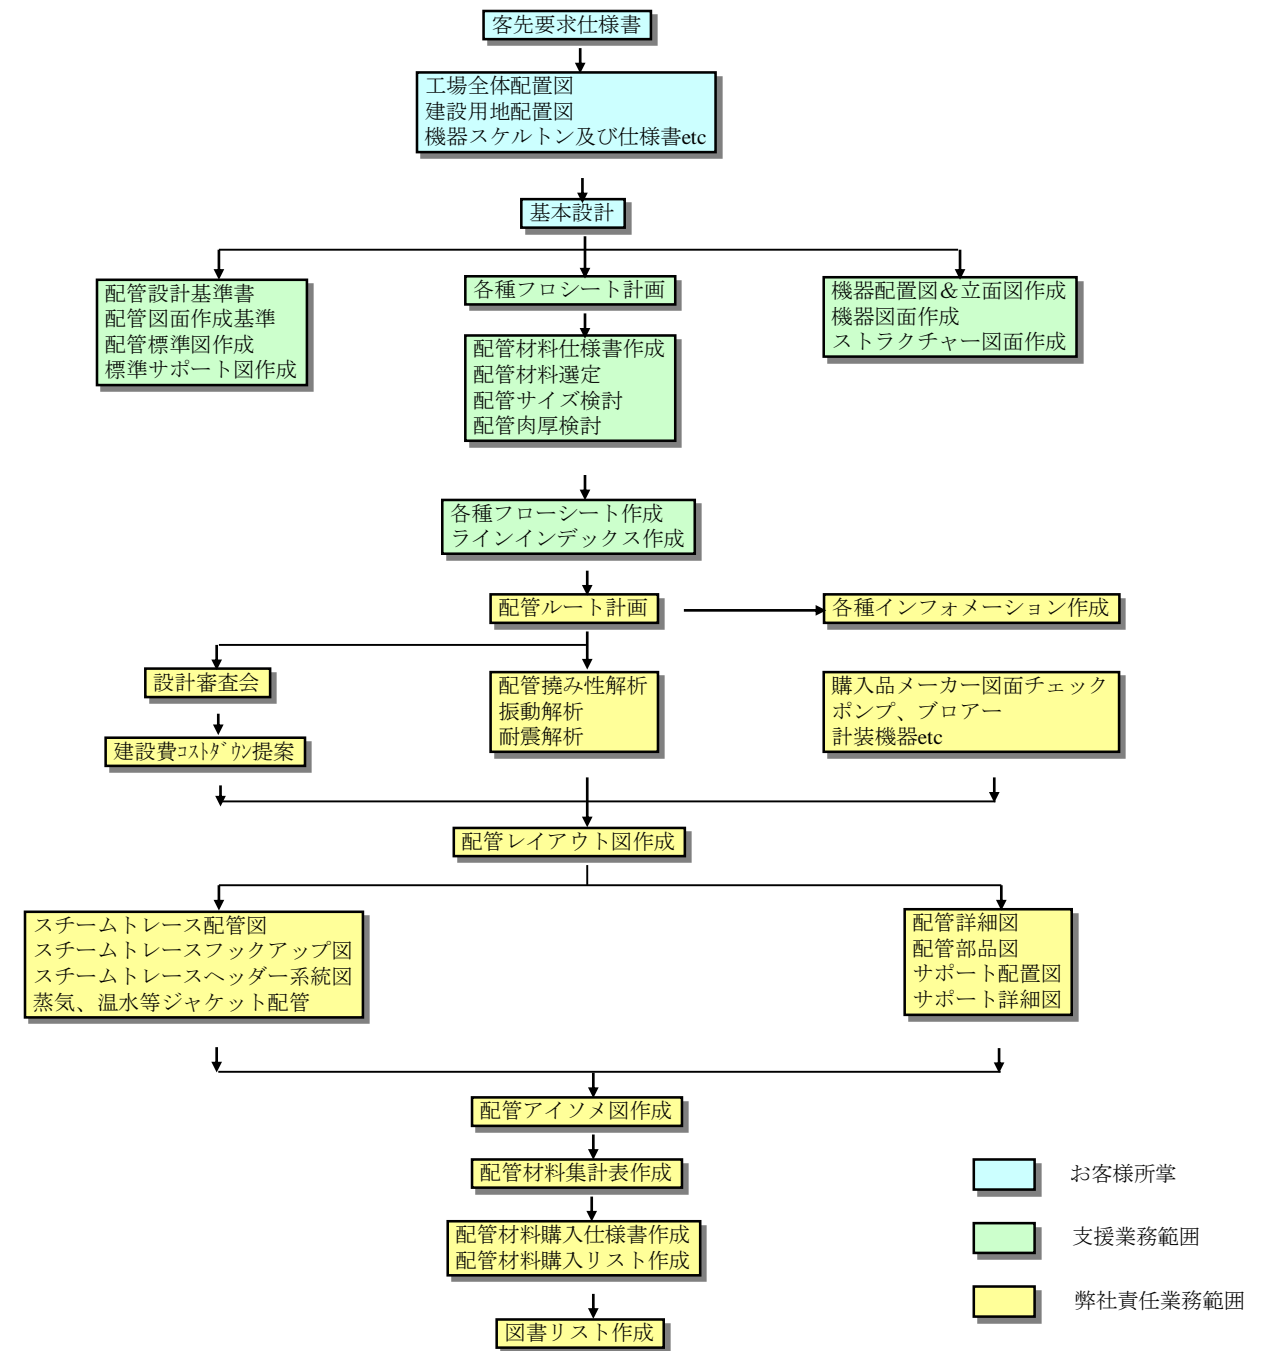 客先要求仕様書
工場全体配置図
建設用地配置図
機器スケルトン及び仕様書etc
基本設計
配管設計基準書
配管図面作成基準
配管標準図作成
標準サポート図作成
各種フロシート計画
配管材料仕様書作成
配管材料選定
配管サイズ検討
配管肉厚検討
機器配置図&立面図作成
機器図面作成
ストラクチャー図面作成
各種フローシート作成
ラインインデックス作成
配管ルート計画
各種インフォメーション作成
設計審査会
建設費ｺｽﾄﾀﾞｳﾝ提案
配管撓み性解析
振動解析
耐震解析
購入品メーカー図面チェック
ポンプ、ブロアー
計装機器etc
配管レイアウト図作成
スチームトレース配管図
スチームトレースフックアップ図
スチームトレースヘッダー系統図
蒸気、温水等ジャケット配管
配管詳細図
配管部品図
サポート配置図
サポート詳細図
配管アイソメ図作成
配管材料集計表作成
配管材料購入仕様書作成
配管材料購入リスト作成
図書リスト作成
お客様所掌
支援業務範囲
弊社責任業務範囲